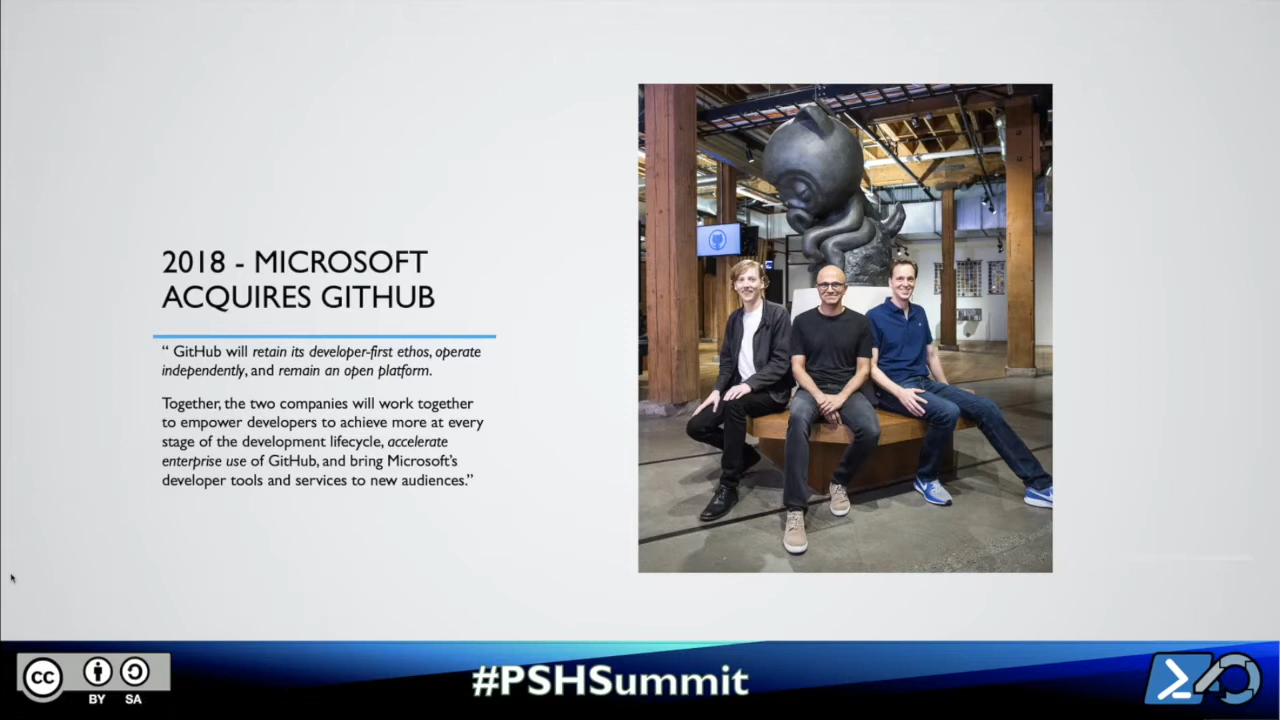 2018 - MICROSOFT
ACQUIRES GITHUB
“ GitHub will retain its developer-first ethos, operate
independently, and remain an open platform.
Together, the two companies will work together
to empower developers to achieve more at every
stage of the development lifecycle, accelerate
enterprise use of GitHub, and bring Microsoft’s
developer tools and services to new audiences.”
cc
BY SA
#PSHSummit